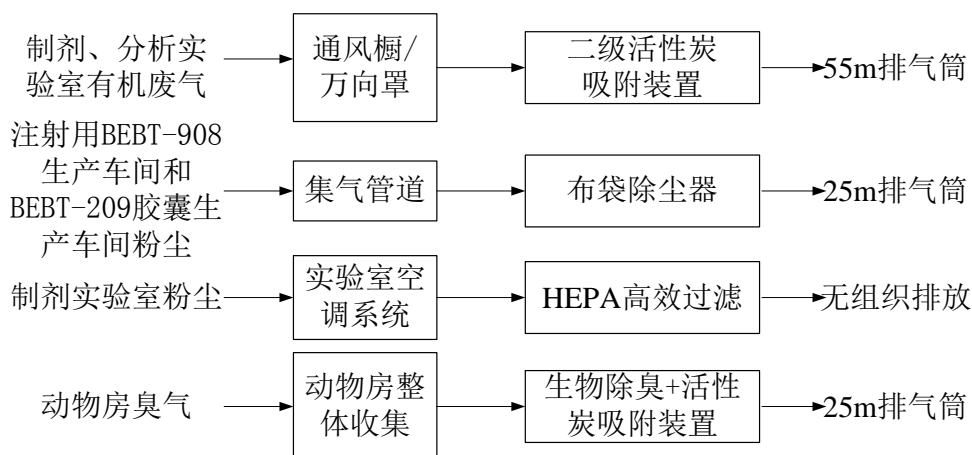 制剂、分析实
验室有机废气
通风橱/
万向罩
二级活性炭
吸附装置
55m排气筒
注射用BEBT-908
生产车间和
BEBT-209胶囊生
产车间粉尘
集气管道
布袋除尘器
25m排气筒
制剂实验室粉尘
实验室空
调系统
HEPA高效过滤
无组织排放
动物房臭气
动物房整
体收集
生物除臭+活性
炭吸附装置
25m排气筒